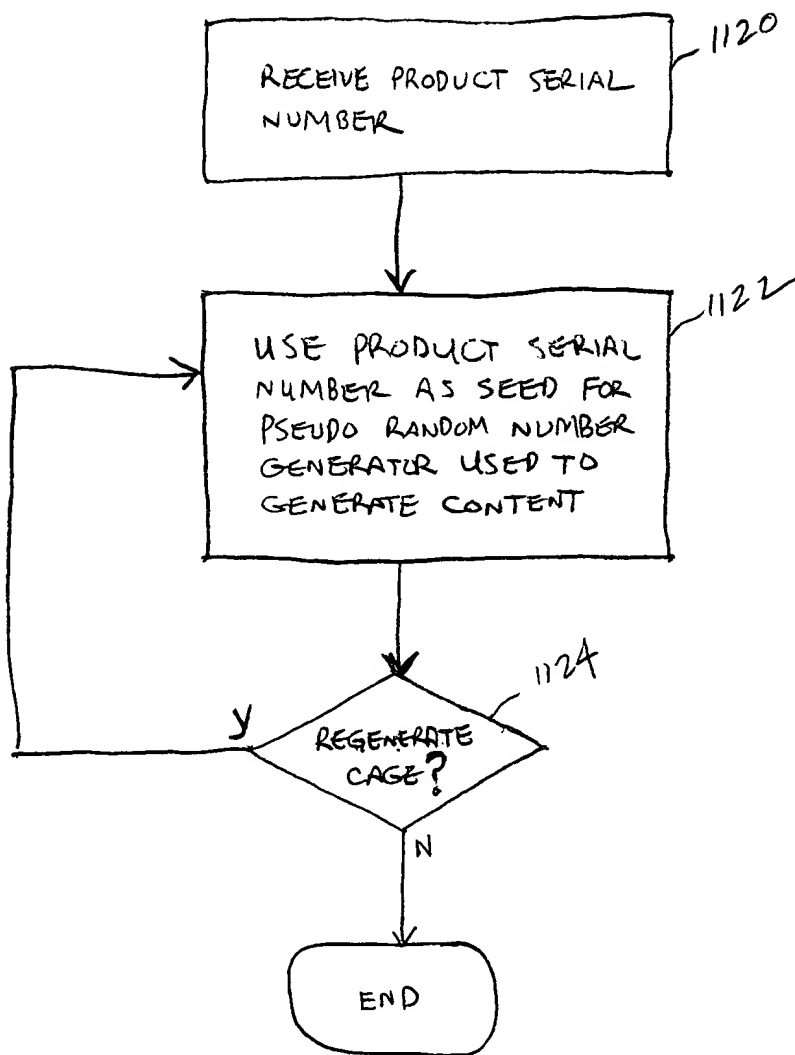 1120
RECEIVE PRODUCT SERIAL
NUMBER
1122
USE PRODUCT SERIAL
NUMBER AS SEED FOR
PSEUDO RANDOM NUMBER
GENERATOR USED TO
GENERATE CONTENT
1124
Y
REGENERATE
CAGE?
N
END